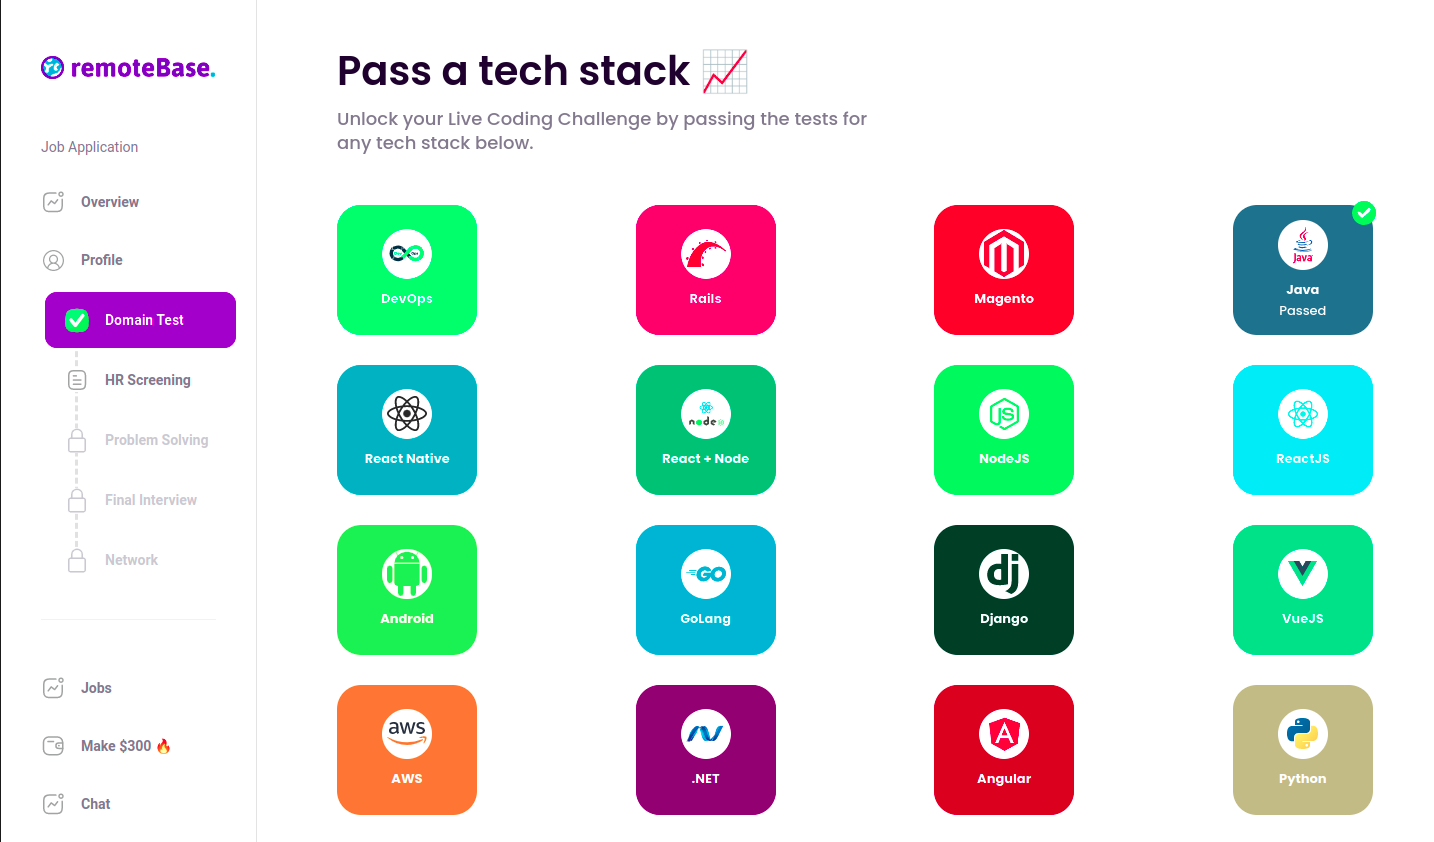 remoteBase.
Job Application
Overview
Profile
Domain Test
HR Screening
Problem Solving
Final Interview
Network
Jobs
Make $300 🔥
Chat
Pass a tech stack 📈
Unlock your Live Coding Challenge by passing the tests for
any tech stack below.
DevOps
Rails
Magento
Java
Java
Passed
React Native
node
React + Node
JS
NodeJS
ReactJS
Android
GO
GoLang
dj
Django
VueJS
aws
AWS
.NET
A
Angular
Python